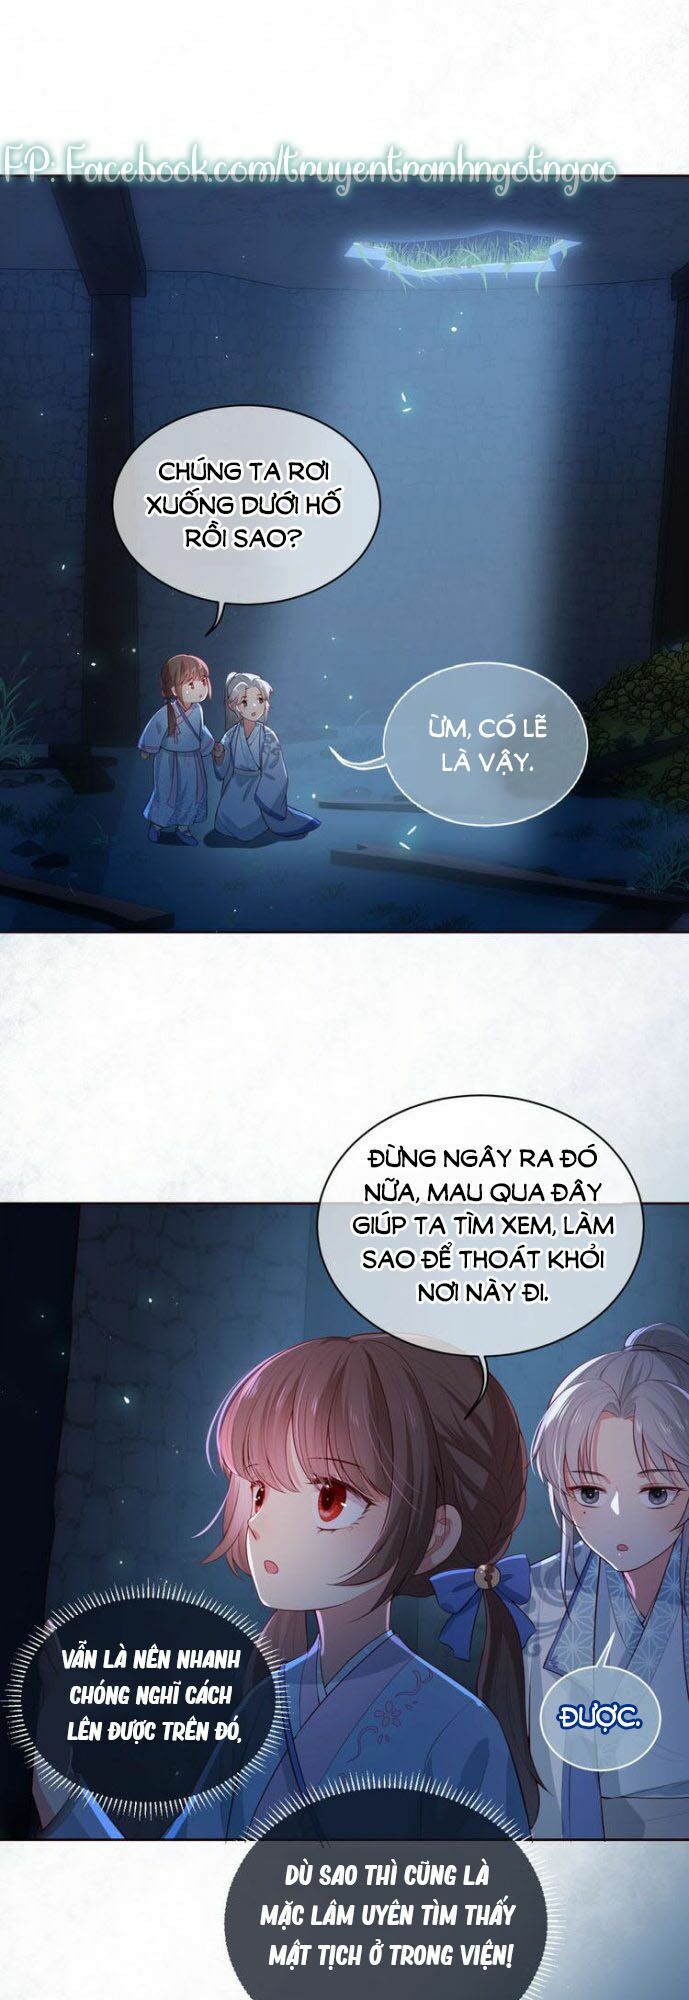 FP: Facebook.com/truyentranhngotngao
CHÚNG TA RƠI
XUỐNG DƯỚI HỐ
RỒI SAO?
ỪM, CÓ LẼ
LÀ VẬY.
ĐỪNG NGÂY RA ĐÓ
NỮA, MAU QUA ĐÂY
GIÚP TA TÌM XEM, LÀM
SAO ĐỂ THOÁT KHỎI
NƠI NÀY ĐI.
VẪN LÀ NÊN NHANH
CHÓNG NGHĨ CÁCH
LÊN ĐƯỢC TRÊN ĐÓ,
ĐƯỢC.
DÙ SAO THÌ CŨNG LÀ
MẶC LÂM UYÊN TÌM THẤY
MẬT TỊCH Ở TRONG VIỆN!